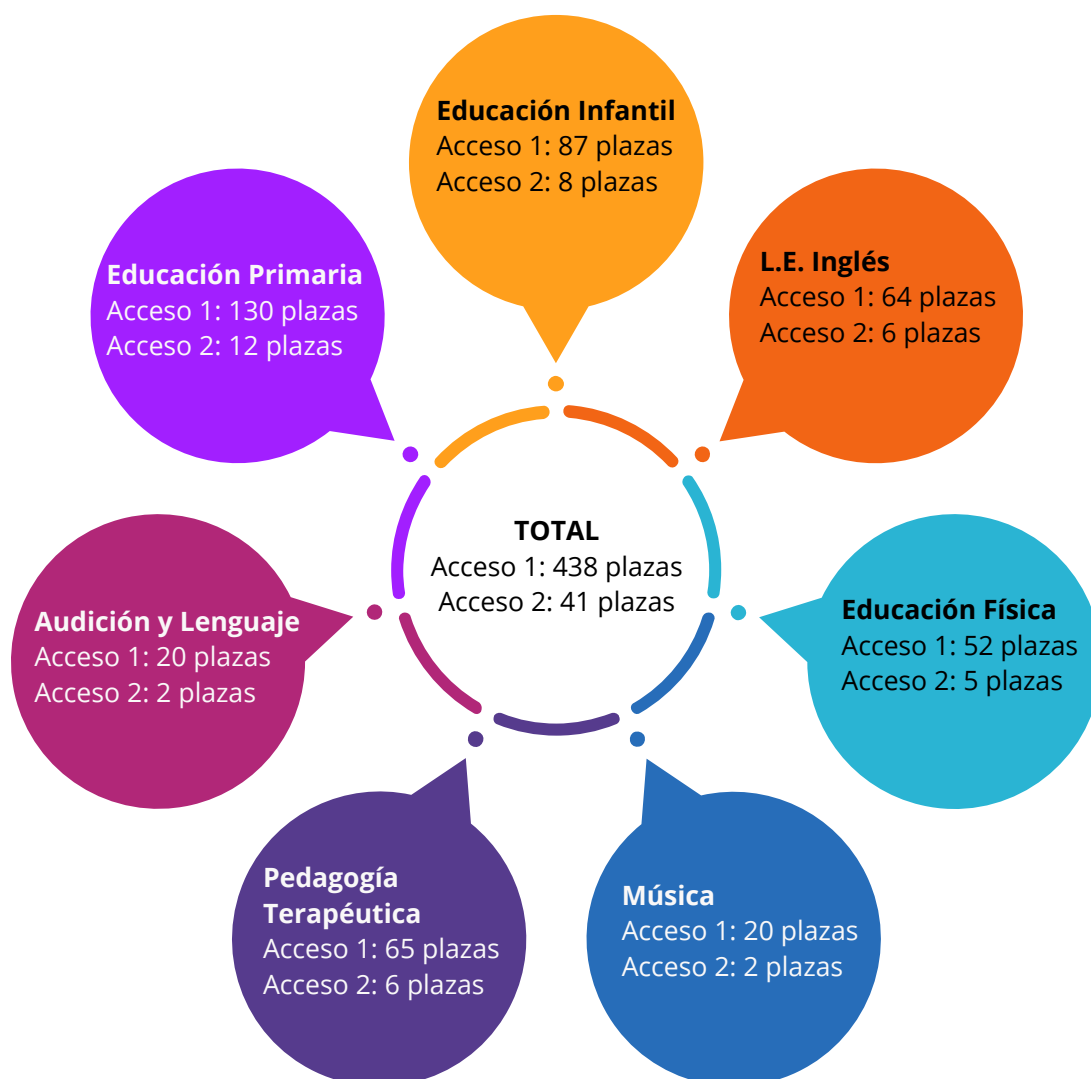 Educación Infantil
Acceso 1: 87 plazas
Acceso 2: 8 plazas
L.E. Inglés
Acceso 1: 64 plazas
Acceso 2: 6 plazas
Educación Primaria
Acceso 1: 130 plazas
Acceso 2: 12 plazas
TOTAL
Acceso 1: 438 plazas
Acceso 2: 41 plazas
Educación Física
Acceso 1: 52 plazas
Acceso 2: 5 plazas
Audición y Lenguaje
Acceso 1: 20 plazas
Acceso 2: 2 plazas
Pedagogía
Terapéutica
Acceso 1: 65 plazas
Acceso 2: 6 plazas
Música
Acceso 1: 20 plazas
Acceso 2: 2 plazas